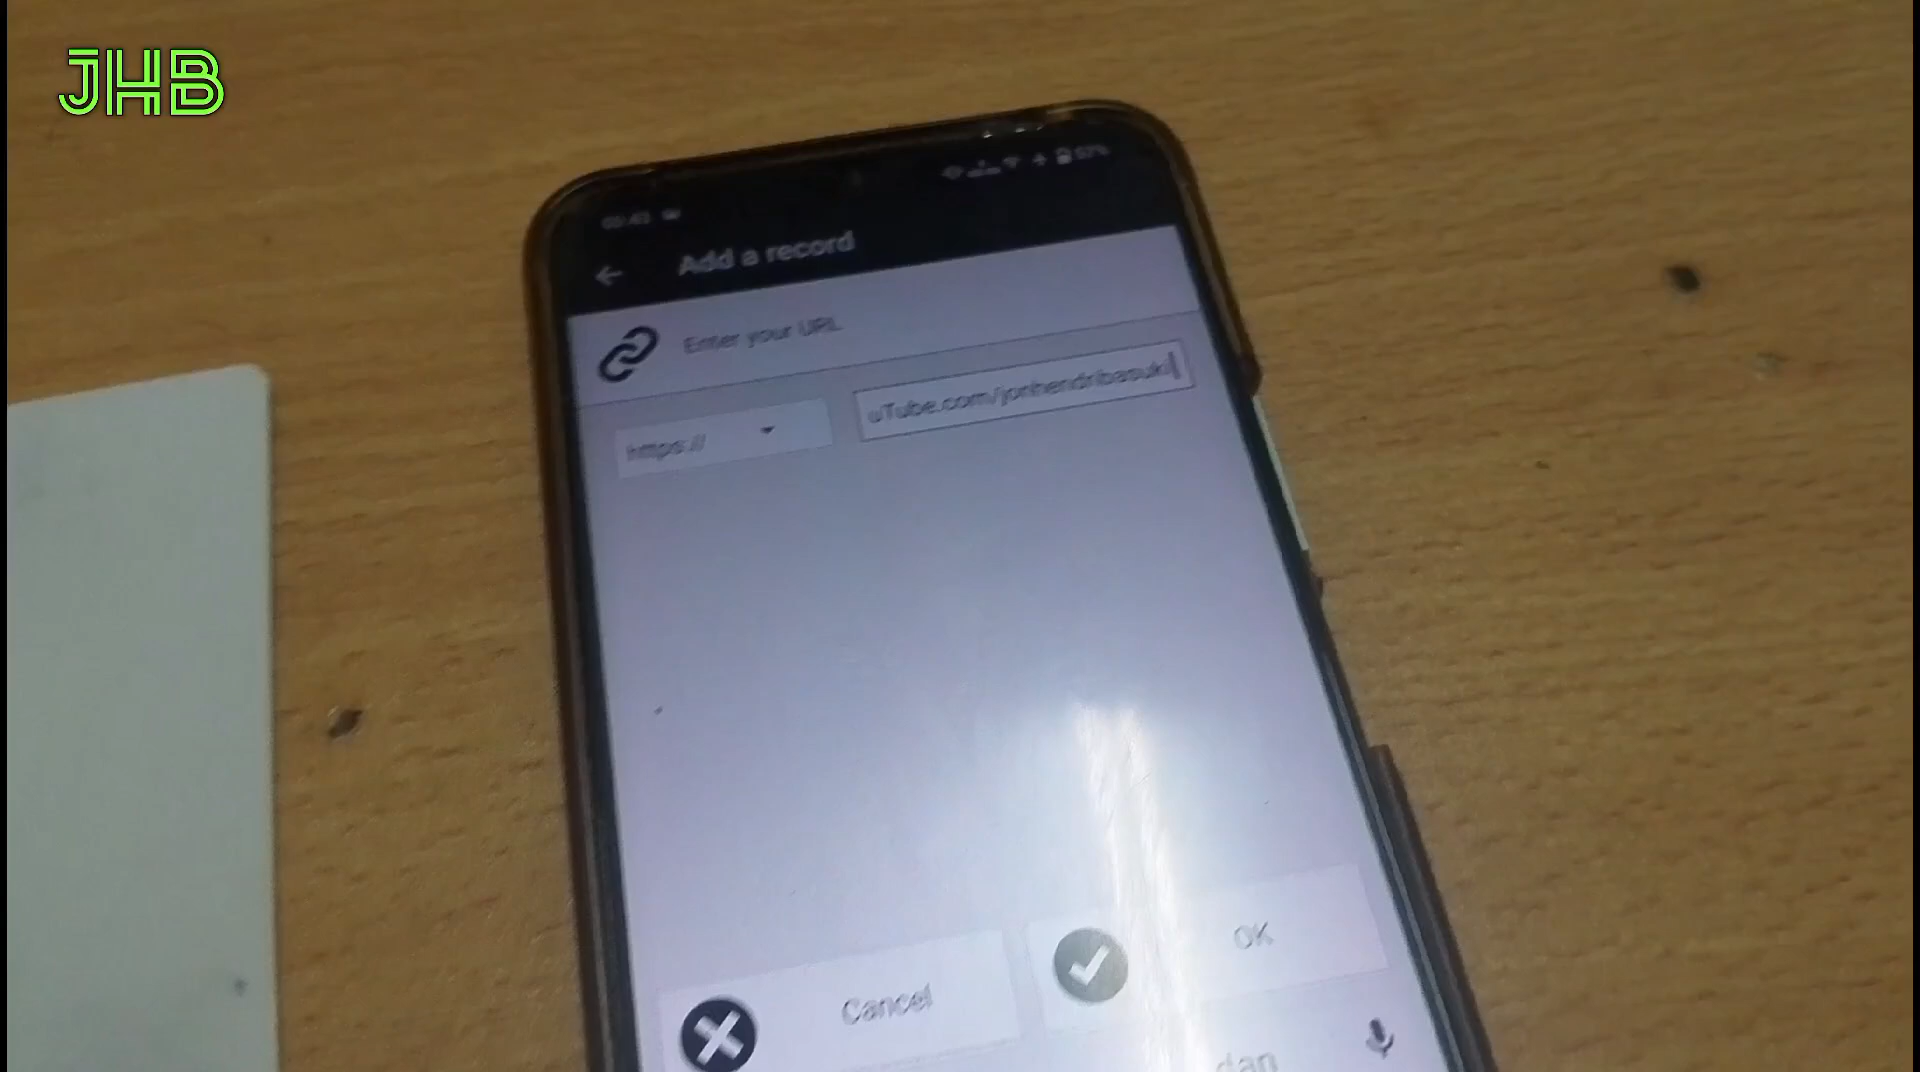 JHB
Add a record
Enter your URL
https://
uTube.com/jonhendribasuki
OK
Cancel
dan